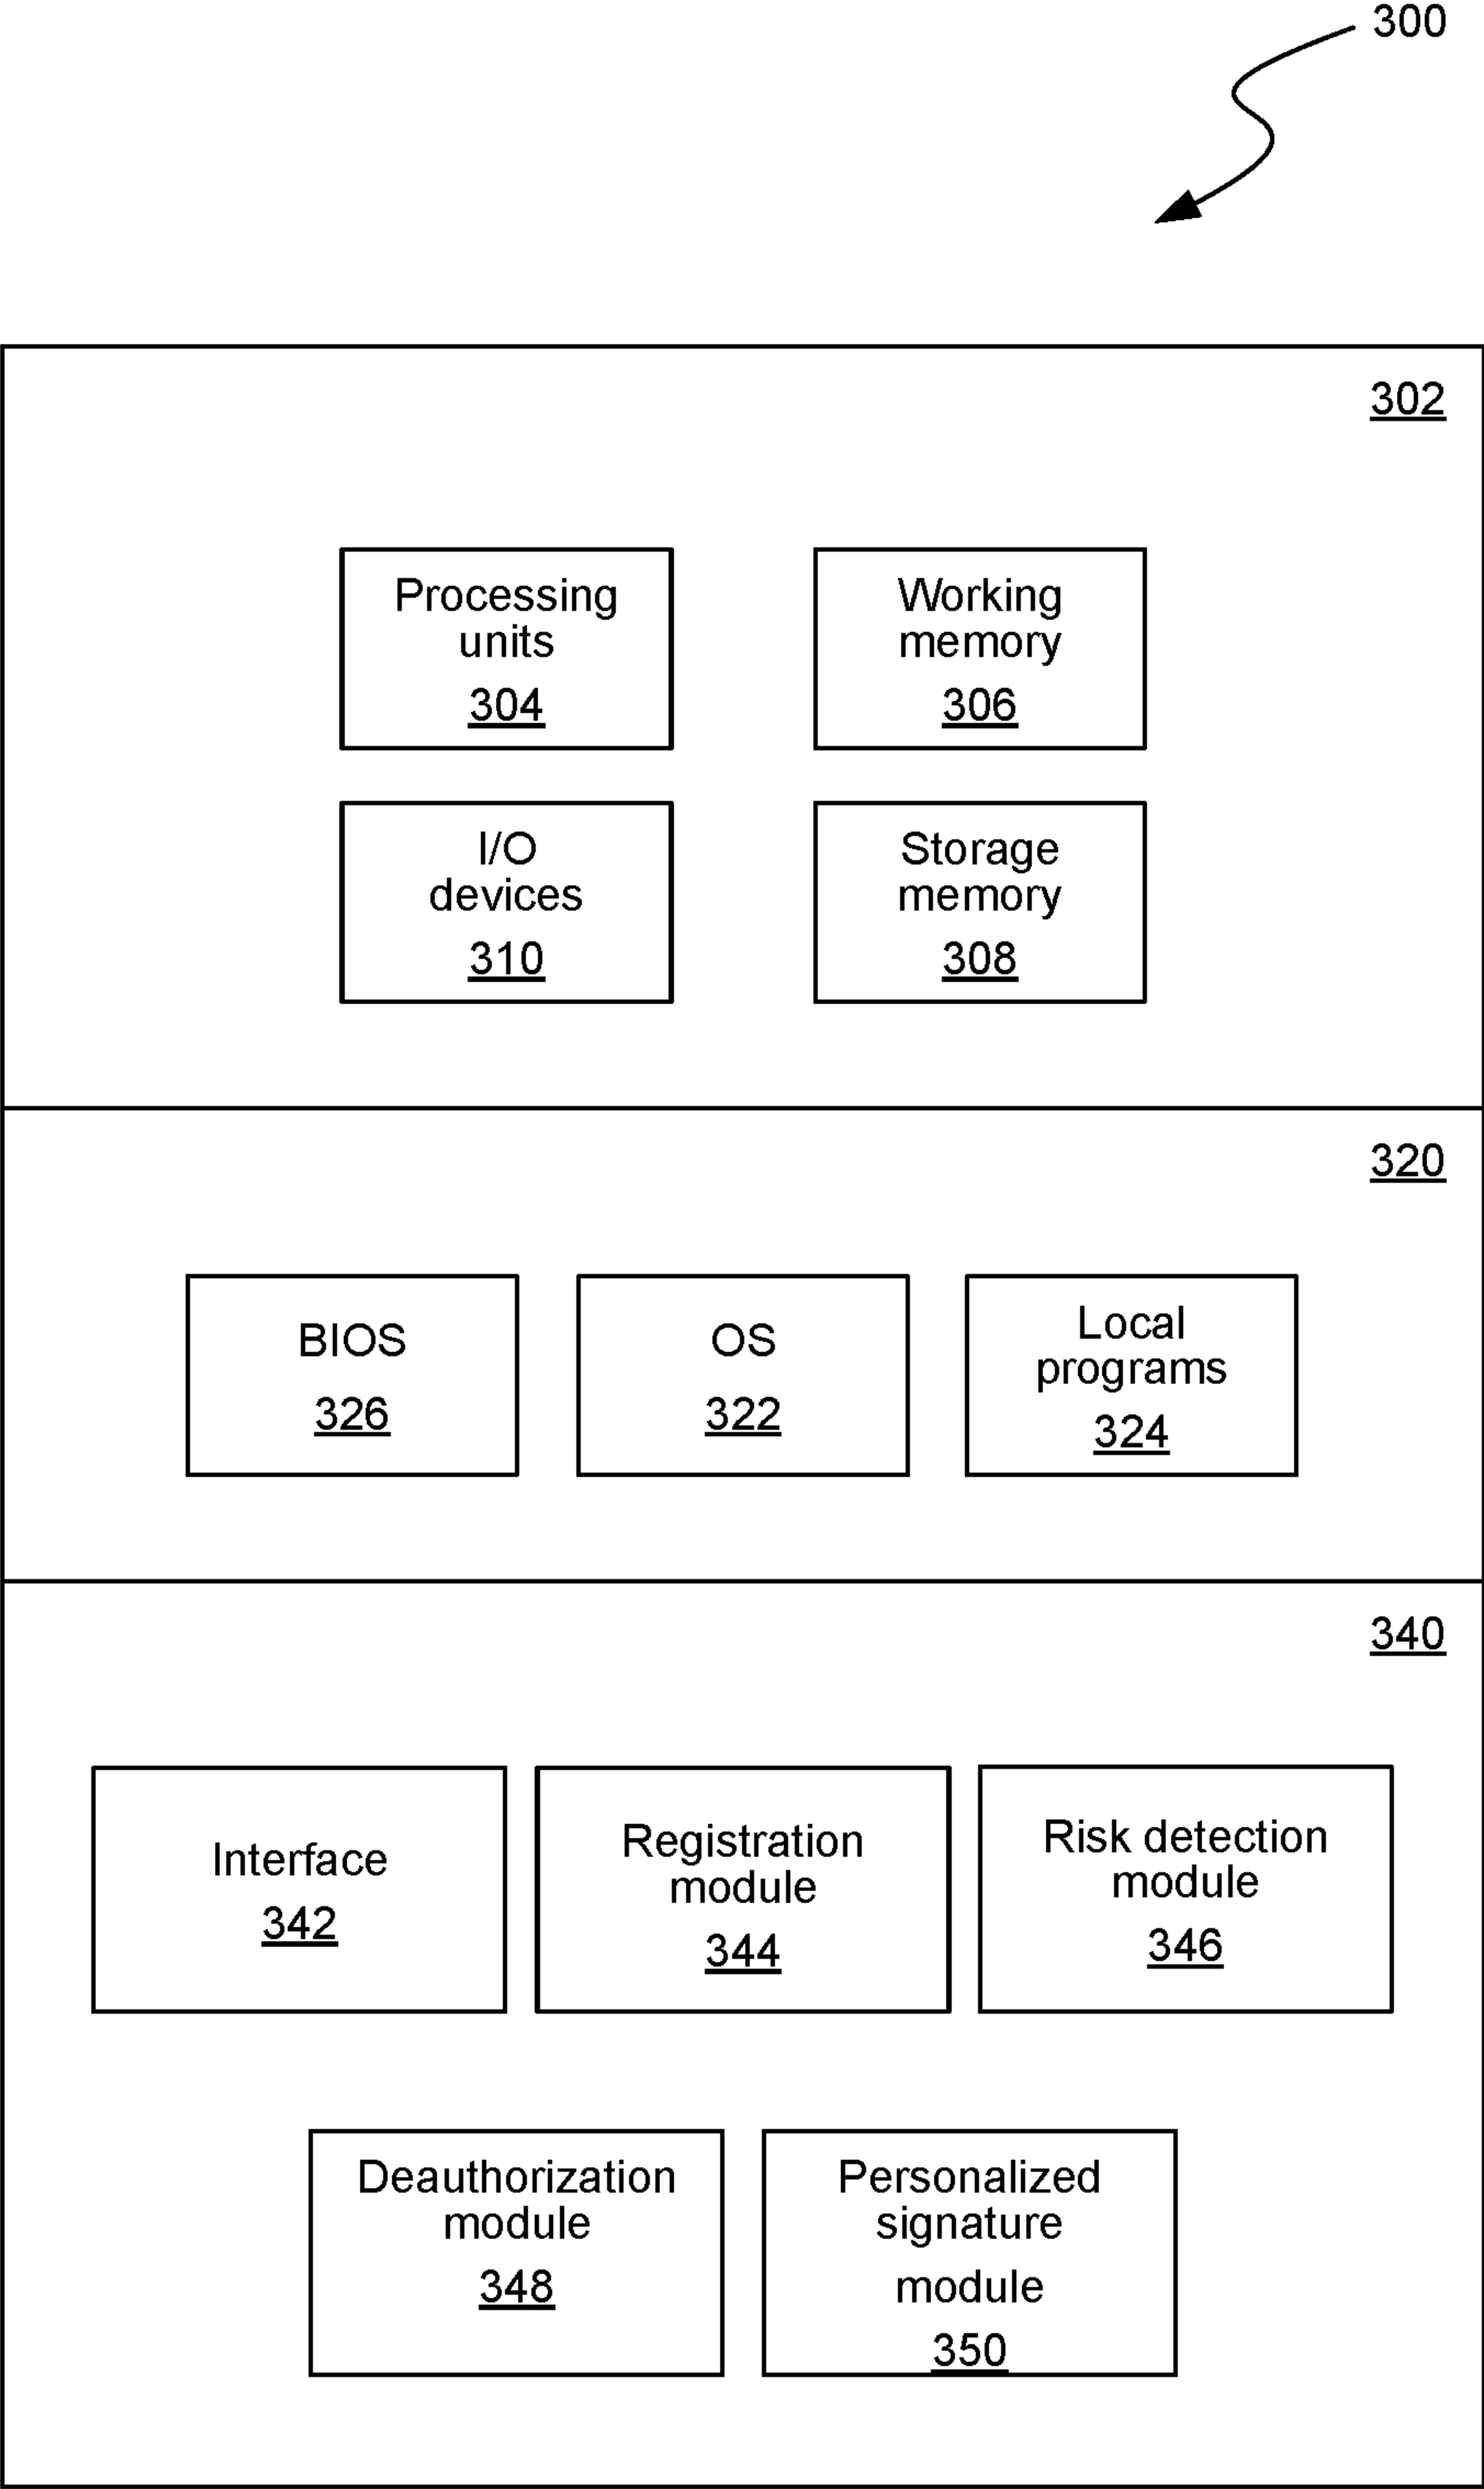 300
302
Processing
units
304
Working
memory
306
I/O
devices
310
Storage
memory
308
320
BIOS
326
OS
322
Local
programs
324
340
Interface
342
Registration
module
344
Risk detection
module
346
Deauthorization
module
348
Personalized
signature
module
350